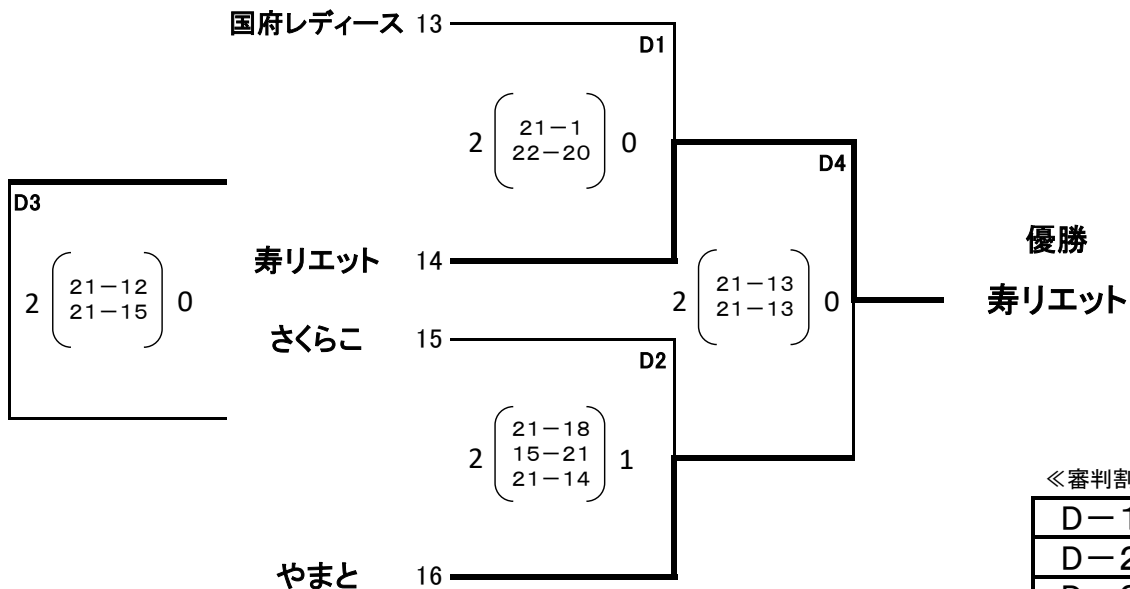 国府レディース 13
D1
21－1
2 0
22－20
D4
D3
優勝
寿リエット 14
21－12
2 0
21－15
21－13
2 0
21－13
寿リエット
さくらこ 15
D2
21－18
2 15－21 1
21－14
≪審判割
D－1
D－2
やまと 16